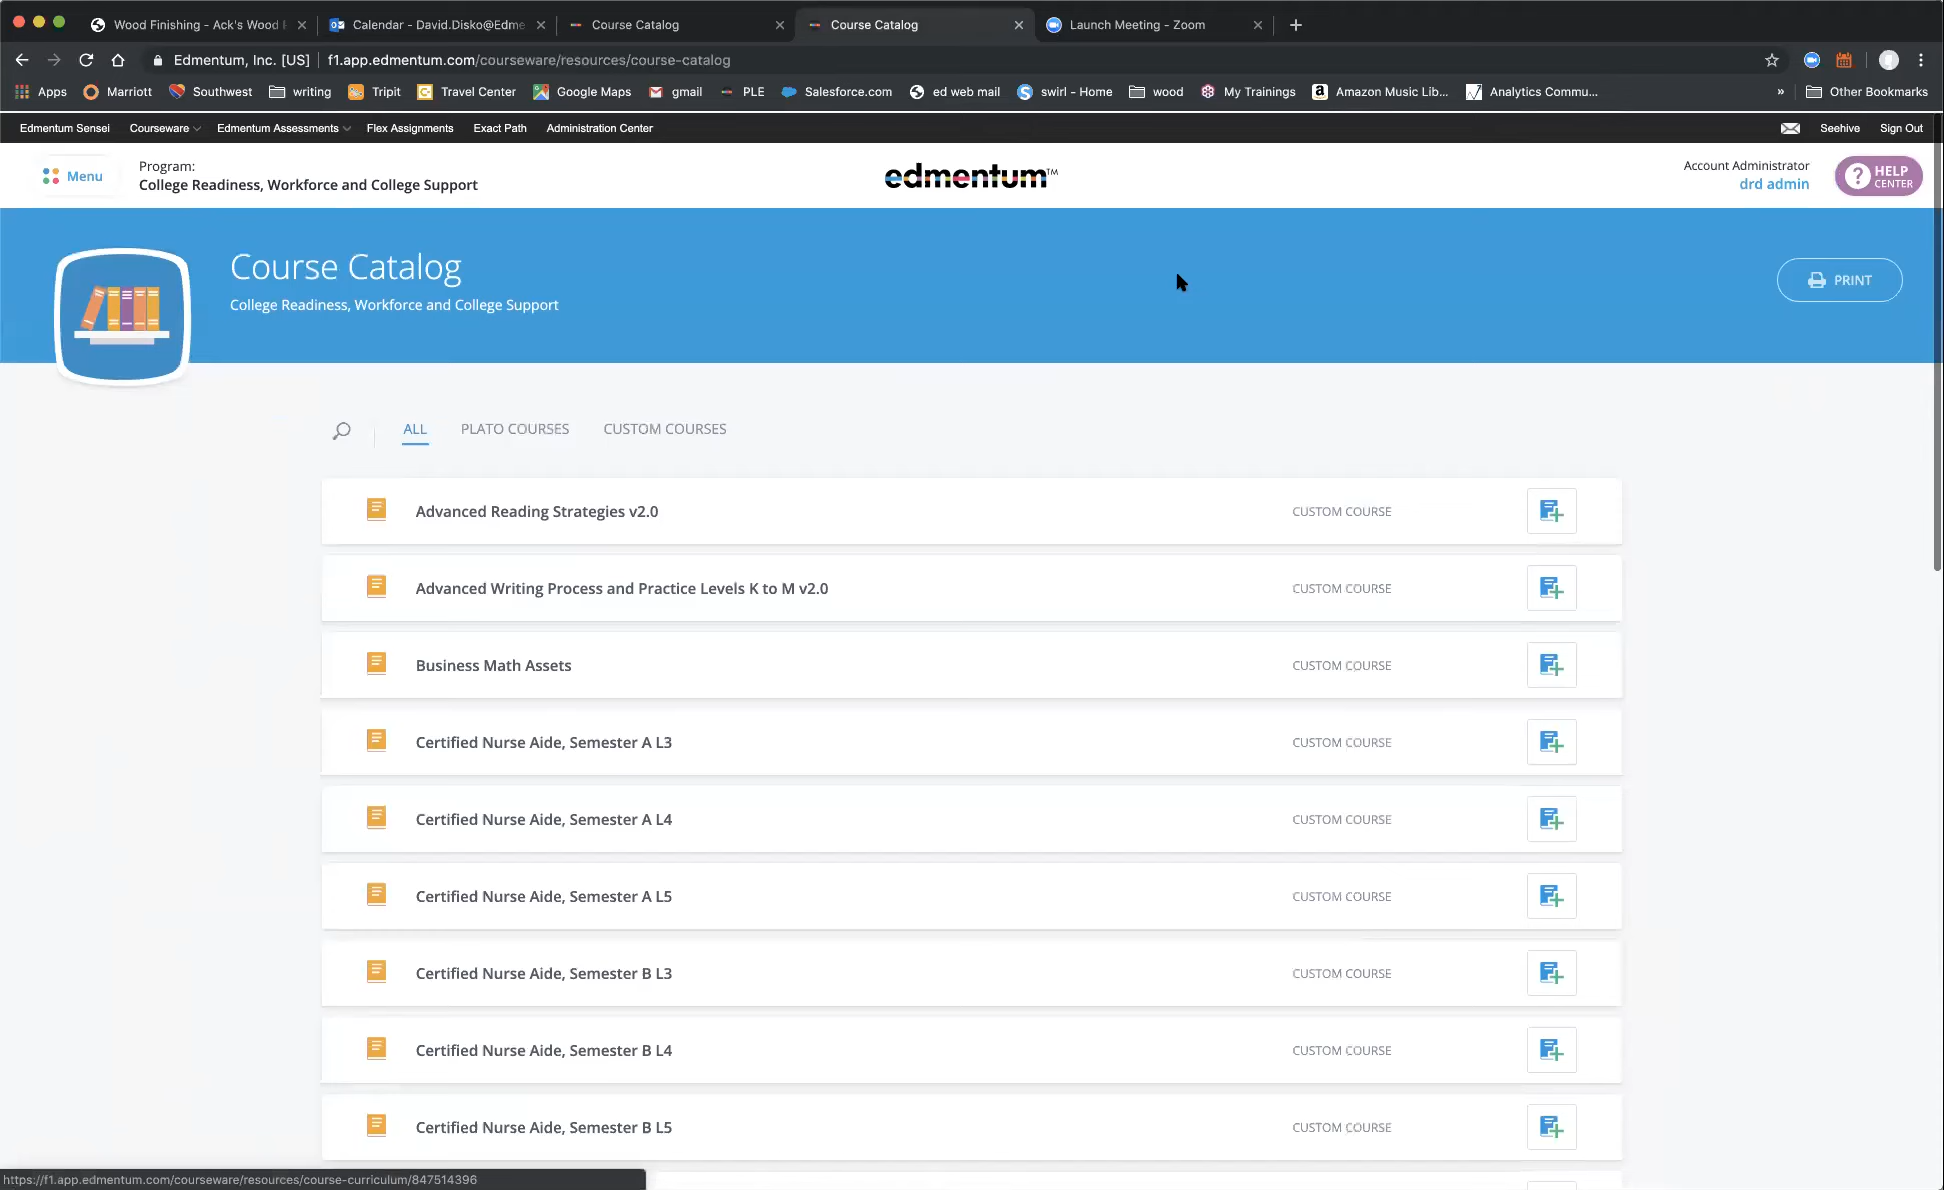 Wood Finishing - Ack's Wood
Calendar - David.Disko@Edme
Course Catalog
Course Catalog
Launch Meeting - Zoom
Edmentum, Inc. [US] | f1.app.edmentum.com/courseware/resources/course-catalog
Apps Marriott Southwest writing Tripit Travel Center Google Maps gmail PLE Salesforce.com ed web mail swirl - Home wood My Trainings Amazon Music Lib... Analytics Commu... » Other Bookmarks
Edmentum Sensei Courseware Edmentum Assessments Flex Assignments Exact Path Administration Center Seehive Sign Out
Menu
Program:
College Readiness, Workforce and College Support
edmentum™
Account Administrator
drd admin
? HELP
CENTER
Course Catalog
College Readiness, Workforce and College Support
PRINT
ALL PLATO COURSES CUSTOM COURSES
Advanced Reading Strategies v2.0 CUSTOM COURSE
Advanced Writing Process and Practice Levels K to M v2.0 CUSTOM COURSE
Business Math Assets CUSTOM COURSE
Certified Nurse Aide, Semester A L3 CUSTOM COURSE
Certified Nurse Aide, Semester A L4 CUSTOM COURSE
Certified Nurse Aide, Semester A L5 CUSTOM COURSE
Certified Nurse Aide, Semester B L3 CUSTOM COURSE
Certified Nurse Aide, Semester B L4 CUSTOM COURSE
Certified Nurse Aide, Semester B L5 CUSTOM COURSE
https://f1.app.edmentum.com/courseware/resources/course-curriculum/847514396